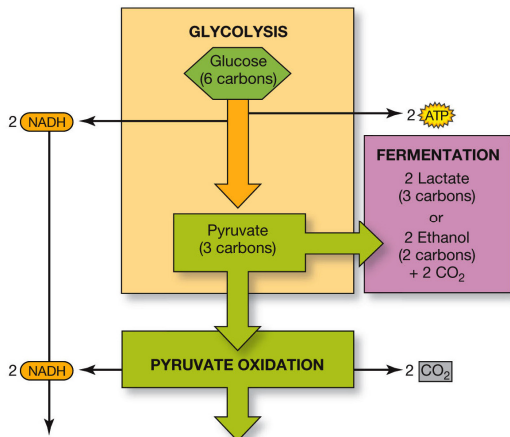 GLYCOLYSIS
Glucose
(6 carbons)
2 NADH
2 ATP
FERMENTATION
2 Lactate
(3 carbons)
or
2 Ethanol
(2 carbons)
+ 2 CO₂
Pyruvate
(3 carbons)
2 NADH
PYRUVATE OXIDATION
2 CO₂